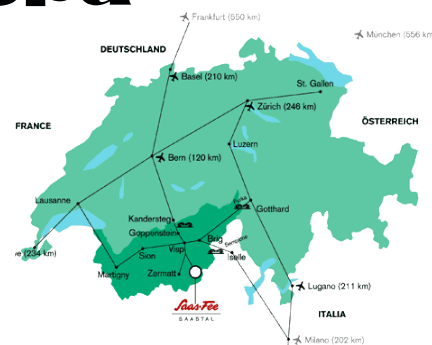 Frankfurt (550 km)
DEUTSCHLAND
München (556 km
Basel (210 km)
St. Gallen
Zürich (246 km)
FRANCE
ÖSTERREICH
Luzern
Bern (120 km)
Lausanne
Furka
Gotthard
Kandersteg
Goppenstein
Brig
Simplone
Visp
Iselle
(234 km)
Sion
Martigny
Zermatt
Lugano (211 km)
Saas-Fee
SAASTAL
ITALIA
Milano (202 km)